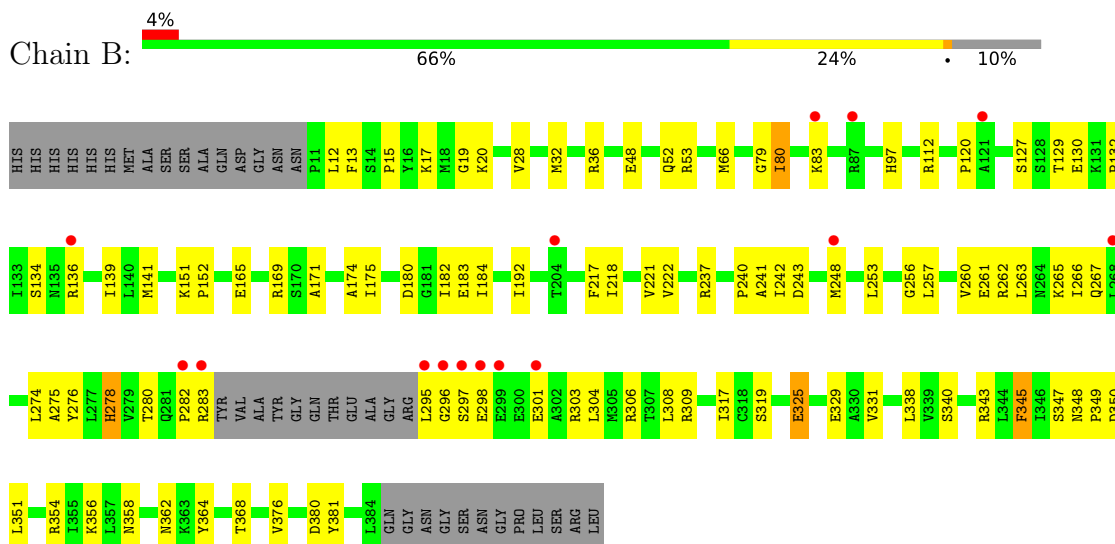 4%
Chain B:
66% 24% • 10%
HIS HIS HIS HIS HIS HIS MET ALA SER SER ALA GLN ASP GLY ASN ASN P11 L12 F13 S14 P15 Y16 K17 M18 G19 K20 V28 M32 R36 E48 Q52 R53 M66 G79 I80 K83 R87 H97 R112 P120 A121 S127 S128 T129 E130 K131
I133 S134 N135 R136 I139 L140 M141 K151 P152 E165 R169 S170 A171 A174 I175 D180 G181 I182 E183 I184 I192 T204 F217 I218 V221 V222 R237 P240 A241 I242 D243 M248 L253 G256 L257 V260 E261 R262 L263 N264 K265 I266 Q267 L268
L274 A275 Y276 L277 H278 V279 T280 Q281 P282 R283 TYR VAL ALA TYR GLY GLN THR GLU ALA GLY ARG L295 G296 S297 E298 E299 E300 E301 A302 R303 L304 M305 R306 T307 L308 R309 I317 C318 S319 E325 E329 A330 V331 L338 V339 S340 R343 L344 F345 I346 S347 N348 P349
L351 R354 I355 K356 L357 N358 N362 K363 Y364 T368 V376 D380 Y381 L384 GLN GLY ASN GLY SER ASN GLY PRO LEU SER ARG LEU